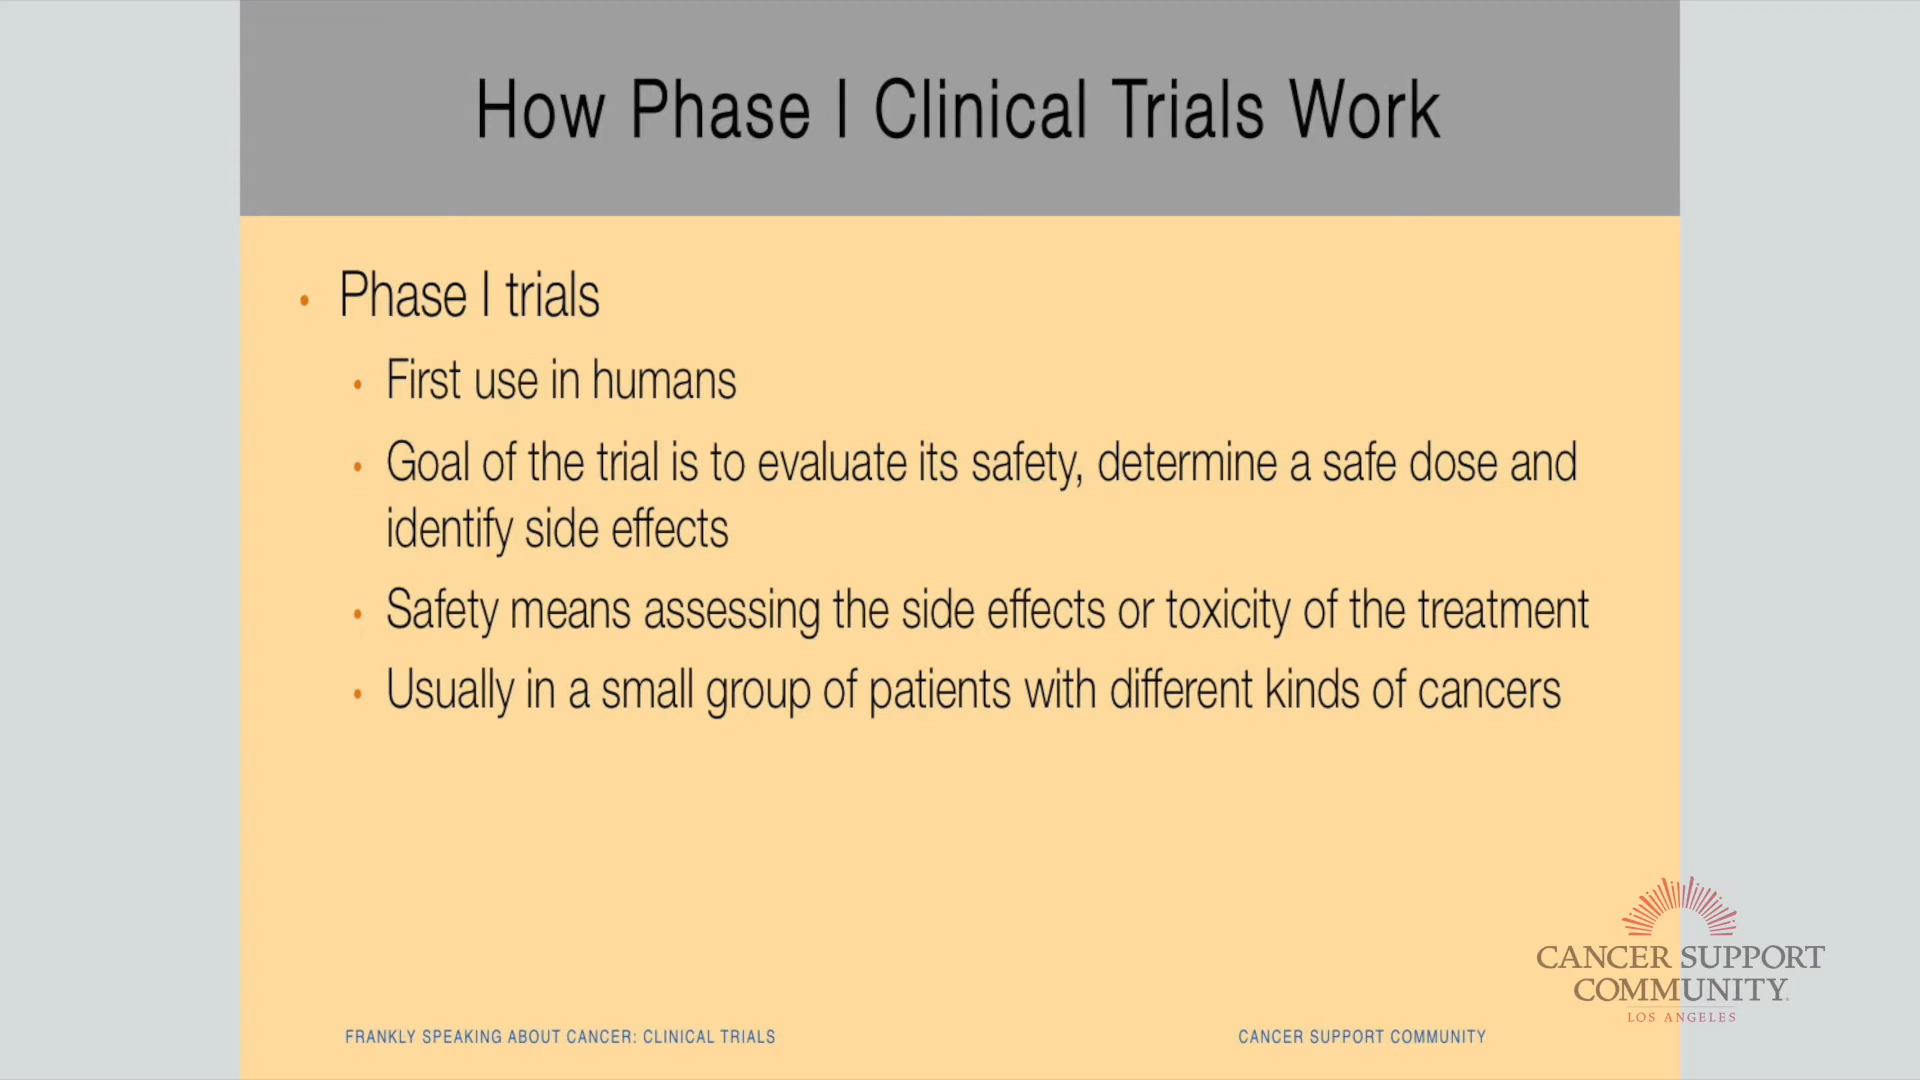 How Phase I Clinical Trials Work
• Phase I trials
• First use in humans
• Goal of the trial is to evaluate its safety, determine a safe dose and
identify side effects
• Safety means assessing the side effects or toxicity of the treatment
• Usually in a small group of patients with different kinds of cancers
CANCER SUPPORT
COMMUNITY
LOS ANGELES
FRANKLY SPEAKING ABOUT CANCER: CLINICAL TRIALS
CANCER SUPPORT COMMUNITY